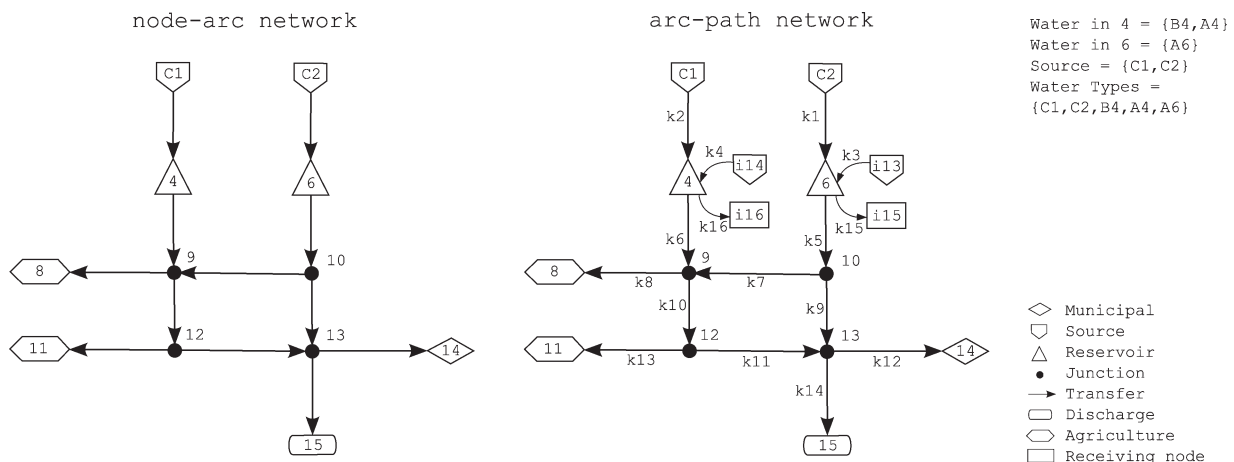 node-arc network
arc-path network
Water in 4 = {B4,A4}
Water in 6 = {A6}
Source = {C1,C2}
Water Types =
{C1,C2,B4,A4,A6}
C1
C2
4
6
9
10
8
12
13
11
14
15
C1
C2
k2
k1
k4
i14
k3
i13
4
6
k16
i16
k15
i15
k6
k5
9
10
8
k8
k7
k10
k9
12
13
11
k13
k11
k12
14
k14
15
Municipal
Source
Reservoir
Junction
Transfer
Discharge
Agriculture
Receiving node